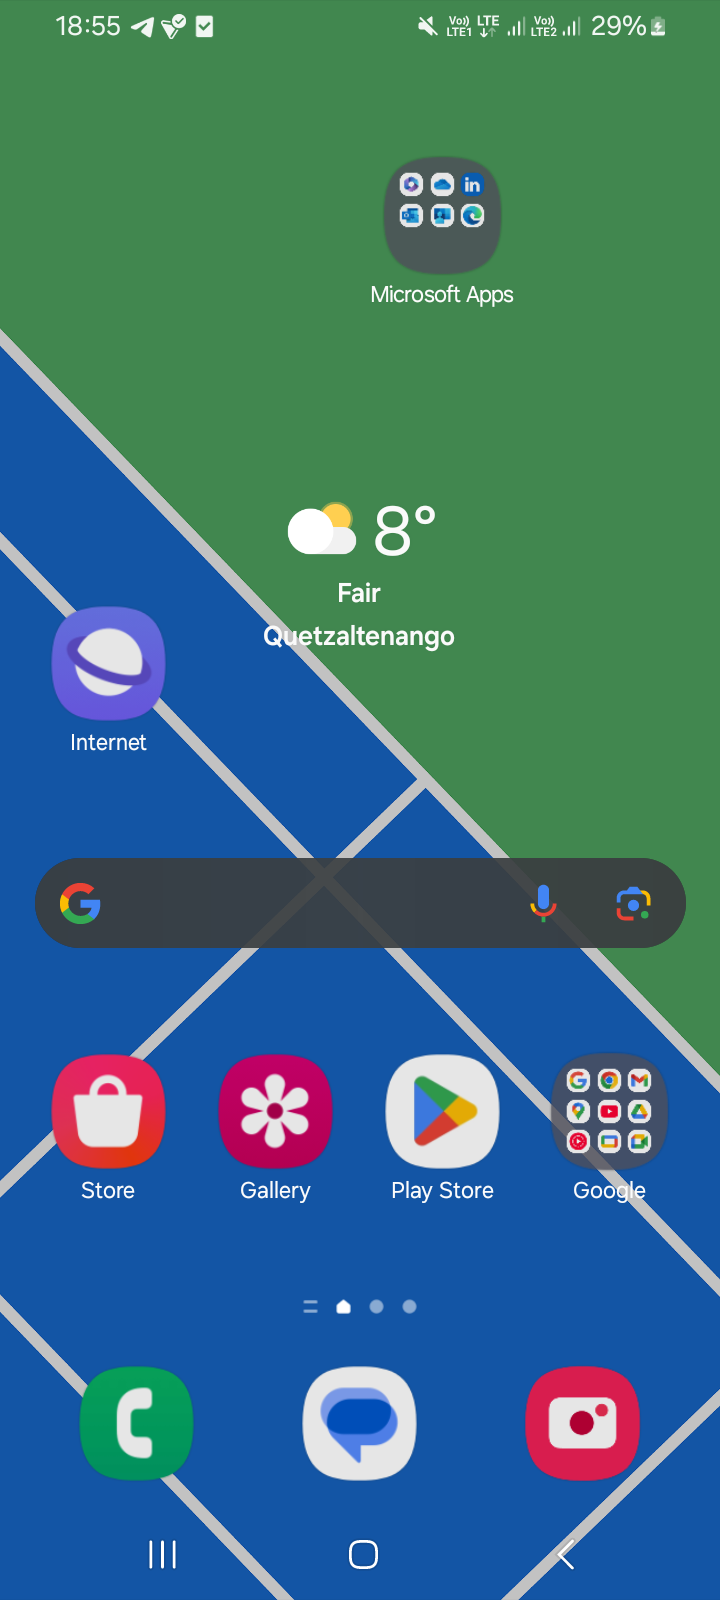 18:55
Vo)) LTE1 LTE Vo)) LTE2 29%
in
Microsoft Apps
8°
Fair
Quetzaltenango
Internet
Store
Gallery
Play Store
Google